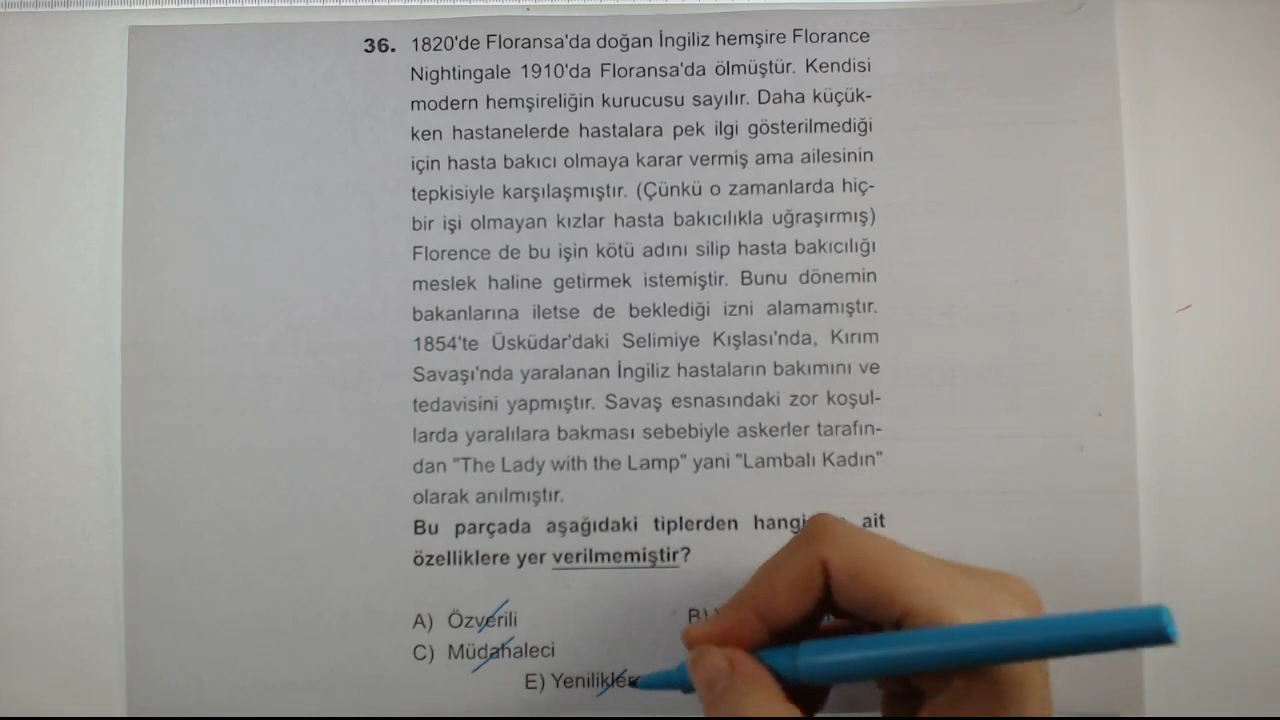 36. 1820'de Floransa'da doğan İngiliz hemşire Florance
Nightingale 1910'da Floransa'da ölmüştür. Kendisi
modern hemşireliğin kurucusu sayılır. Daha küçük-
ken hastanelerde hastalara pek ilgi gösterilmediği
için hasta bakıcı olmaya karar vermiş ama ailesinin
tepkisiyle karşılaşmıştır. (Çünkü o zamanlarda hiç-
bir işi olmayan kızlar hasta bakıcılıkla uğraşırmış)
Florence de bu işin kötü adını silip hasta bakıcılığı
meslek haline getirmek istemiştir. Bunu dönemin
bakanlarına iletse de beklediği izni alamamıştır.
1854'te Üsküdar'daki Selimiye Kışlası'nda, Kırım
Savaşı'nda yaralanan İngiliz hastaların bakımını ve
tedavisini yapmıştır. Savaş esnasındaki zor koşul-
larda yaralılara bakması sebebiyle askerler tarafın-
dan "The Lady with the Lamp" yani "Lambalı Kadın"
olarak anılmıştır.
Bu parçada aşağıdaki tiplerden ait
özelliklere yer verilmemiştir?
A) Özverili B)
C) Müdahaleci
E)